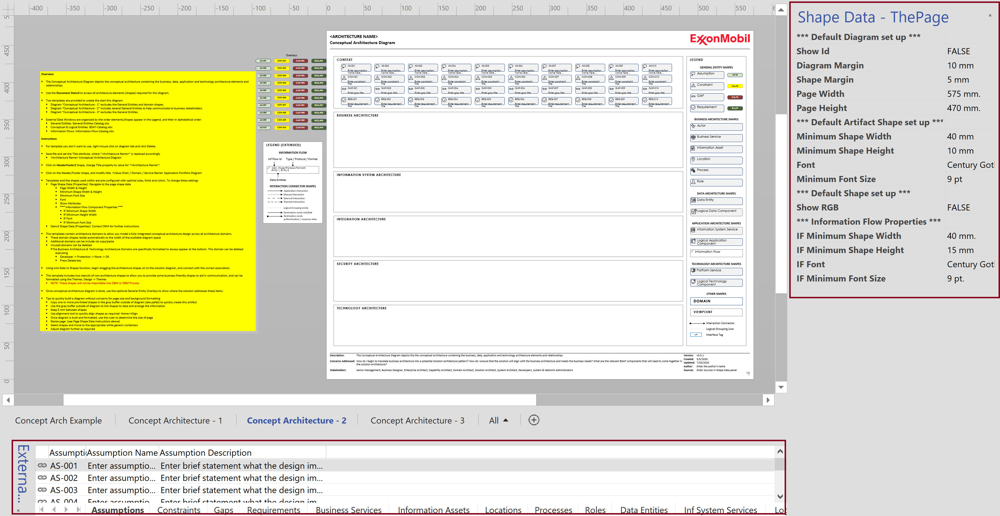 -400 -350 -300 -250 -200 -150 -100 -50 0 50 100 150 200 250 300 350 400 450 500 550
450
400
350
300
250
200
150
100
50
0
Overview
• The Conceptual Architecture Diagram depicts the conceptual architecture containing the business, data, application and technology architecture elements and
relationships.
• Use the Document Stencil to access all architecture elements (shapes) required for this diagram.
• Two templates are provided to create the start this diagram:
• Diagram "Conceptual Architecture - 1" excludes the General Entities and domain shapes.
• Diagram "Conceptual Architecture - 2" includes several General Entities to help communicate to business stakeholders.
• Diagram "Conceptual Architecture - 3" excludes the General Entities.
• External Data Windows are organized by the order elements/shapes appear in the Legend, and then in alphabetical order:
• General Entities: General-Entities-Catalog.xlsx
• Conceptual & Logical Entities: BDAT-Catalog.xlsx
• Information Flows: Information-Flow-Catalog.xlsx
Instructions
• For template you don't want to use, right mouse click on diagram tab and click Delete.
• Save file and set the Title attribute, where "<Architecture Name>" is replaced accordingly
• <Architecture Name> Conceptual Architecture Diagram
• Click on HeaderFooter2 shape, change Title property to value for "<Architecture Name>".
• Click on the Header/Footer shape, and modify title: <Value Chain / Domain / Service Name> Application Portfolio Diagram
• Templates and the shapes used within are pre-configured with optimal sizes, fonts and colors. To change these settings
• Page Shape Data (Properties): Navigate to the page shape data
• Page Width & Height
• Minimum Shape Width & Height
• Minimum Font Size
• Font
• Show Attributes
• *** Information Flow Component Properties ***
• IF Minimum Shape Width
• IF Minimum Height Width
• IF Font
• IF Minimum Font Size
• Stencil Shape Data (Properties): Contact OMA for further instructions
• This templates contain architecture domains to allow you model a fully integrated conceptual architecture design across all architecture domains.
• These domain shapes reside automatically to the width of the available diagram space
• Additional domains can be include via copy/paste
• Unused domains can be deleted
•The Business Architecture & Technology Architecture Domains are specifically formatted to always appear at the bottom. This domain can be deleted
executing
• Developer -> Protection -> None -> OK
• Press Delete key
• Using Link Data to Shapes function, begin dragging the architecture shapes on to the solution diagram, and connect with the correct association.
• This template includes two stencils of non-architecture shapes to allow you to provide some business friendly shapes to aid in communication, and can be
formatted using the Themes. Design -> Themes
• NOTE: These shapes will not be importable into DBM or DBM Process
• Once conceptual architecture diagram is done, use the optional General Entity Overlays to show where the solution addresses these items.
• Tips to quickly build a diagram without concerns for page size and background formatting
• Copy one or more pre-linked shapes in the gray buffer outside of diagram (aka pallet) to quickly create this artifact
• Use the gray buffer outside of diagram to link shapes to data and arrange the information
• Keep 5 mm between shapes
• Use alignment tool to quickly align shapes as required: Home->Align
• Once diagram is built and formatted, use the ruler to determine the size of page
• Resize page: (see Page Shape Data instructions above)
• Select shapes and move to the appropriate white generic containers
• Adjust diagram further as required
Overlays
AS-001 CON-001 GAP-001 REQ-001
AS-002 CON-002 GAP-002 REQ-002
AS-003 CON-003 GAP-003 REQ-003
AS-004 CON-004 GAP-004 REQ-004
AS-005 CON-005 GAP-005 REQ-005
AS-006 CON-006 GAP-006 REQ-006
AS-007 CON-007 GAP-007 REQ-007
AS-008 CON-008 GAP-008 REQ-008
AS-009 CON-009 GAP-009 REQ-009
AS-010 CON-010 GAP-010 REQ-010
LEGEND (EXTENDED)
INFORMATION FLOW
Inf Flow Id Type / Protocol / Format
<Id>: <Type/Protocol/Format>
Entity 1, Entity 2
Data Entities
INTERACTION CONNECTOR SHAPES
Application Interaction
Manual Interaction
External Interaction
Planned Interaction
Logical Grouping (only)
Destination sends Ack/Nak
Destination sends
authentication / response data
<ARCHITECTURE NAME>
Conceptual Architecture Diagram
ExxonMobil
CONTEXT
AS-001 AS-002 AS-003 AS-004 AS-005 AS-006 AS-007 AS-008 AS-009 AS-010
Enter assumption Enter assumption Enter assumption Enter assumption Enter assumption Enter assumption Enter assumption Enter assumption Enter assumption Enter assumption
name here... name here... name here... name here... name here... name here... name here... name here... name here... name here...
CON-001 CON-002 CON-003 CON-004 CON-005 CON-006 CON-007 CON-008 CON-009 CON-010
Enter constraint Enter constraint Enter constraint Enter constraint Enter constraint Enter constraint Enter constraint Enter constraint Enter constraint Enter constraint
title title title title title title title title title title
GAP-001 GAP-002 GAP-003 GAP-004 GAP-005 GAP-006 GAP-007 GAP-008 GAP-009 GAP-010
Enter gap title Enter gap title Enter gap title Enter gap title Enter gap title Enter gap title Enter gap title Enter gap title Enter gap title Enter gap title
REQ-001 REQ-002 REQ-003 REQ-004 REQ-005 REQ-006 REQ-007 REQ-008 REQ-009 REQ-010
Enter requirement Enter requirement Enter requirement Enter requirement Enter requirement Enter requirement Enter requirement Enter requirement Enter requirement Enter requirement
title title title title title title title title title title
BUSINESS ARCHITECTURE
INFORMATION SYSTEM ARCHITECTURE
INTEGRATION ARCHITECTURE
SECURITY ARCHITECTURE
TECHNOLOGY ARCHITECTURE
LEGEND
GENERAL ENTITY SHAPES
Assumption AS Id
Constraint Con Id
GAP Gap Id
Requirement Req Id
BUSINESS ARCHITECTURE SHAPES
Actor
Business Service
Information Asset
Location
Process
Role
DATA ARCHITECTURE SHAPES
Data Entity
Logical Data Component
APPLICATION ARCHITECTURE SHAPES
Information System Service
Logical Application
Component
Information Flow
TECHNOLOGY ARCHITECTURE SHAPES
Platform Service
Logical Technology
Component
OTHER SHAPES
DOMAIN
VIEWPOINT
Interaction Connector
Logical Grouping Line
API Interface Tag
Description: The Conceptual Architecture Diagram depicts the the conceptual architecture containing the business, data, application and technology architecture elements and relationships.
Concerns Addressed: How do I begin to translate business architecture into a potential solution architecture pattern? How do I ensure that the solution will align with the business architecture and meets the business needs? What are the relevant BDAT components that will need to come together in
the solution architecture?
Stakeholders: Senior Management, Business Designer, Enterprise Architect, Capability Architect, Domain Architect, Solution Architect, System Architect, Developers, System & Network Administrators
Version: v0.0.1
Created: 5/5/2020
Updated: 7/30/2020
Author: Enter the author's name
Sources: Enter Sources in Shape Data panel
Concept Arch Example Concept Architecture - 1 Concept Architecture - 2 Concept Architecture - 3 All
Externa...
Assumpti Assumption Name Assumption Description
AS-001 Enter assumptio... Enter brief statement what the design im...
AS-002 Enter assumptio... Enter brief statement what the design im...
AS-003 Enter assumptio... Enter brief statement what the design im...
AS-004 Enter assumptio... Enter brief statement what the design im...
Assumptions Constraints Gaps Requirements Business Services Information Assets Locations Processes Roles Data Entities Inf System Services Lo
Shape Data - ThePage
*** Default Diagram set up ***
Show Id FALSE
Diagram Margin 10 mm
Shape Margin 5 mm
Page Width 575 mm.
Page Height 470 mm.
*** Default Artifact Shape set up ***
Minimum Shape Width 40 mm
Minimum Shape Height 10 mm
Font Century Got
Minimum Font Size 9 pt
*** Default Shape set up ***
Show RGB FALSE
*** Information Flow Properties ***
IF Minimum Shape Width 40 mm.
IF Minimum Shape Height 15 mm
IF Font Century Got
IF Minimum Font Size 9 pt.